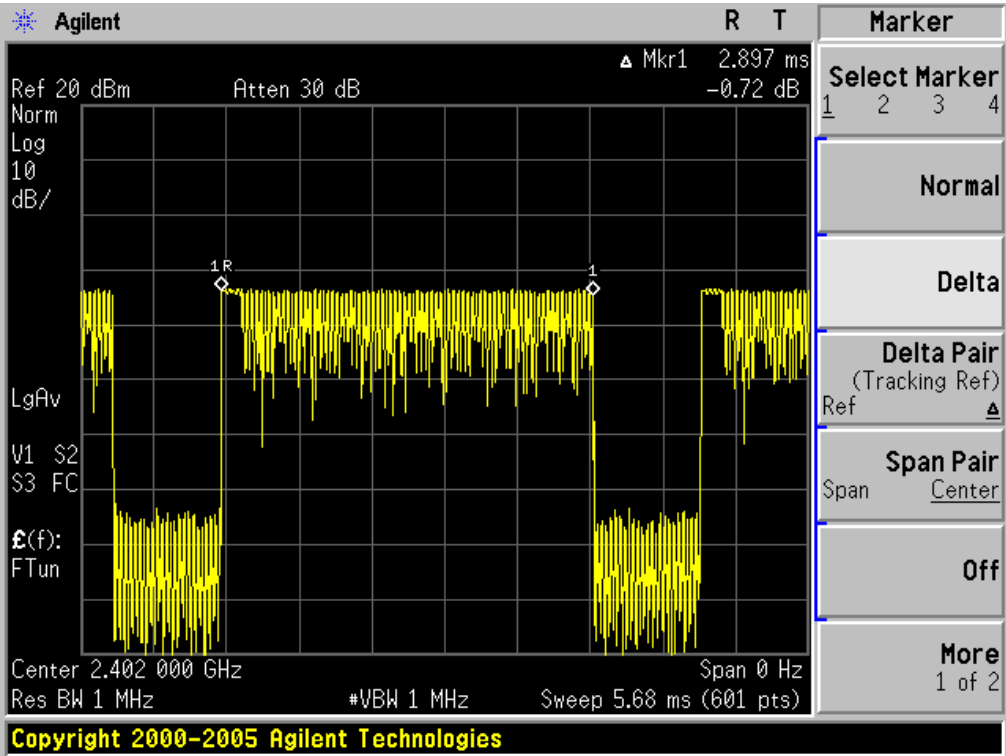 Agilent R T
Marker
Δ Mkr1 2.897 ms
Ref 20 dBm Atten 30 dB -0.72 dB
Norm
Log
10
dB/
1R
1
LgAv
V1 S2
S3 FC
£(f):
FTun
Center 2.402 000 GHz Span 0 Hz
Res BW 1 MHz #VBW 1 MHz Sweep 5.68 ms (601 pts)
Copyright 2000-2005 Agilent Technologies
Select Marker
1 2 3 4
Normal
Delta
Delta Pair
(Tracking Ref)
Ref Δ
Span Pair
Span Center
Off
More
1 of 2